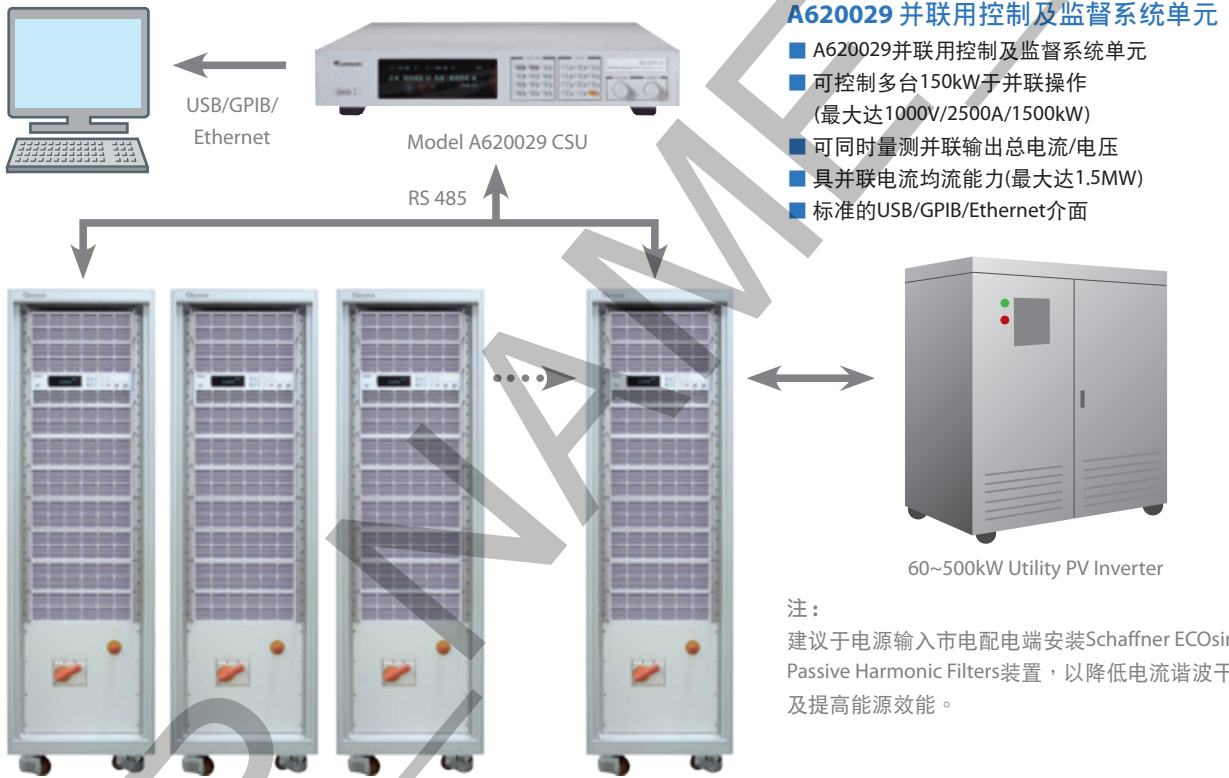 A620029 并联用控制及监督系统单元
A620029并联用控制及监督系统单元
可控制多台150kW于并联操作
(最大达1000V/2500A/1500kW)
可同时量测并联输出总电流/电压
具并联电流均流能力(最大达1.5MW)
标准的USB/GPIB/Ethernet介面
USB/GPIB/
Ethernet
Model A620029 CSU
RS 485
60~500kW Utility PV Inverter
注：
建议于电源输入市电配电端安装Schaffner
Passive Harmonic Filters装置，以降低电流谐波
及提高能源效能。
NAME